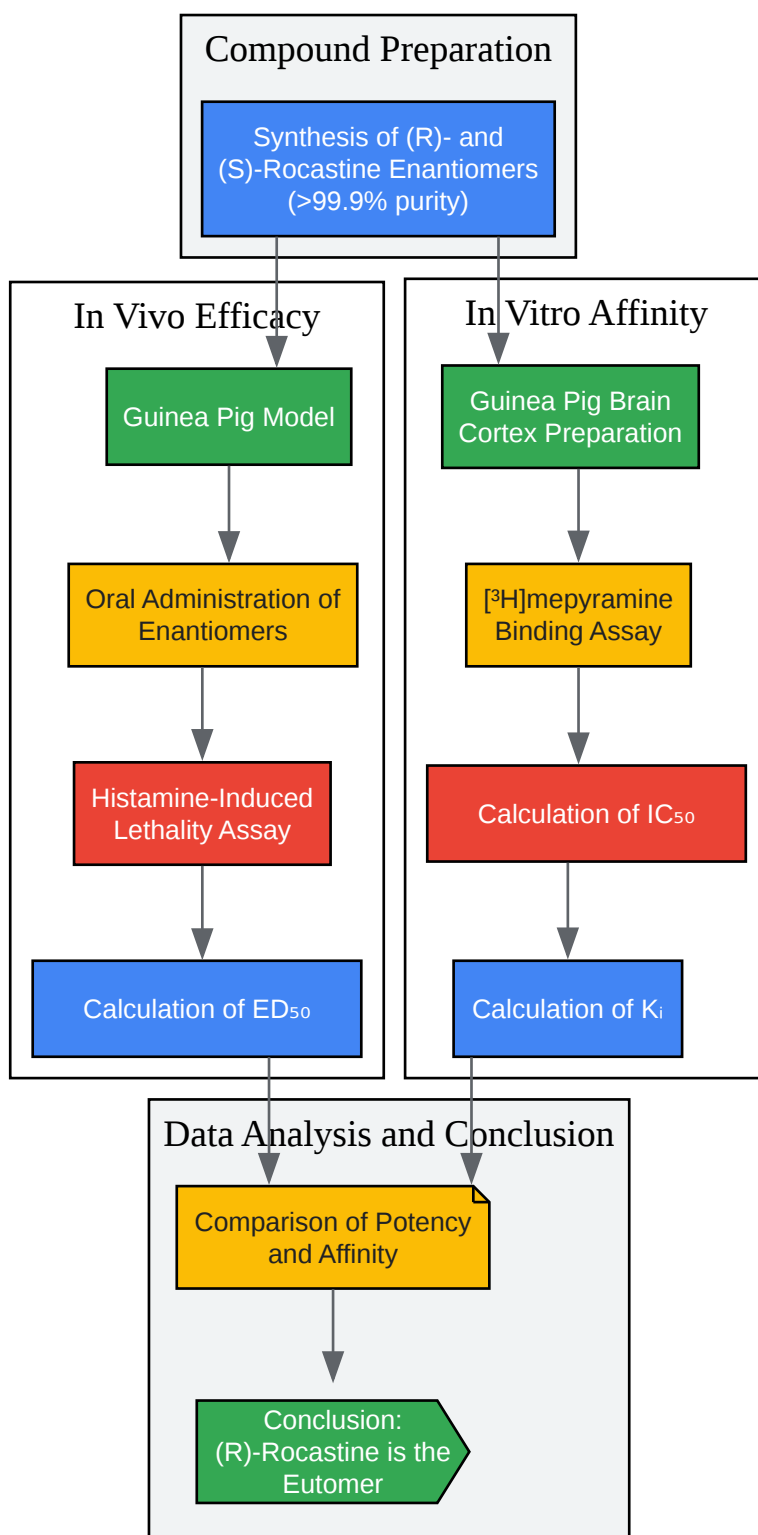 Compound Preparation
Synthesis of (R)- and
(S)-Rocastine Enantiomers
(>99.9% purity)
In Vivo Efficacy
Guinea Pig Model
Oral Administration of
Enantiomers
Histamine-Induced
Lethality Assay
Calculation of ED₅₀
In Vitro Affinity
Guinea Pig Brain
Cortex Preparation
[³H]mepyramine
Binding Assay
Calculation of IC₅₀
Calculation of Kᵢ
Data Analysis and Conclusion
Comparison of Potency
and Affinity
Conclusion:
(R)-Rocastine is the
Eutomer